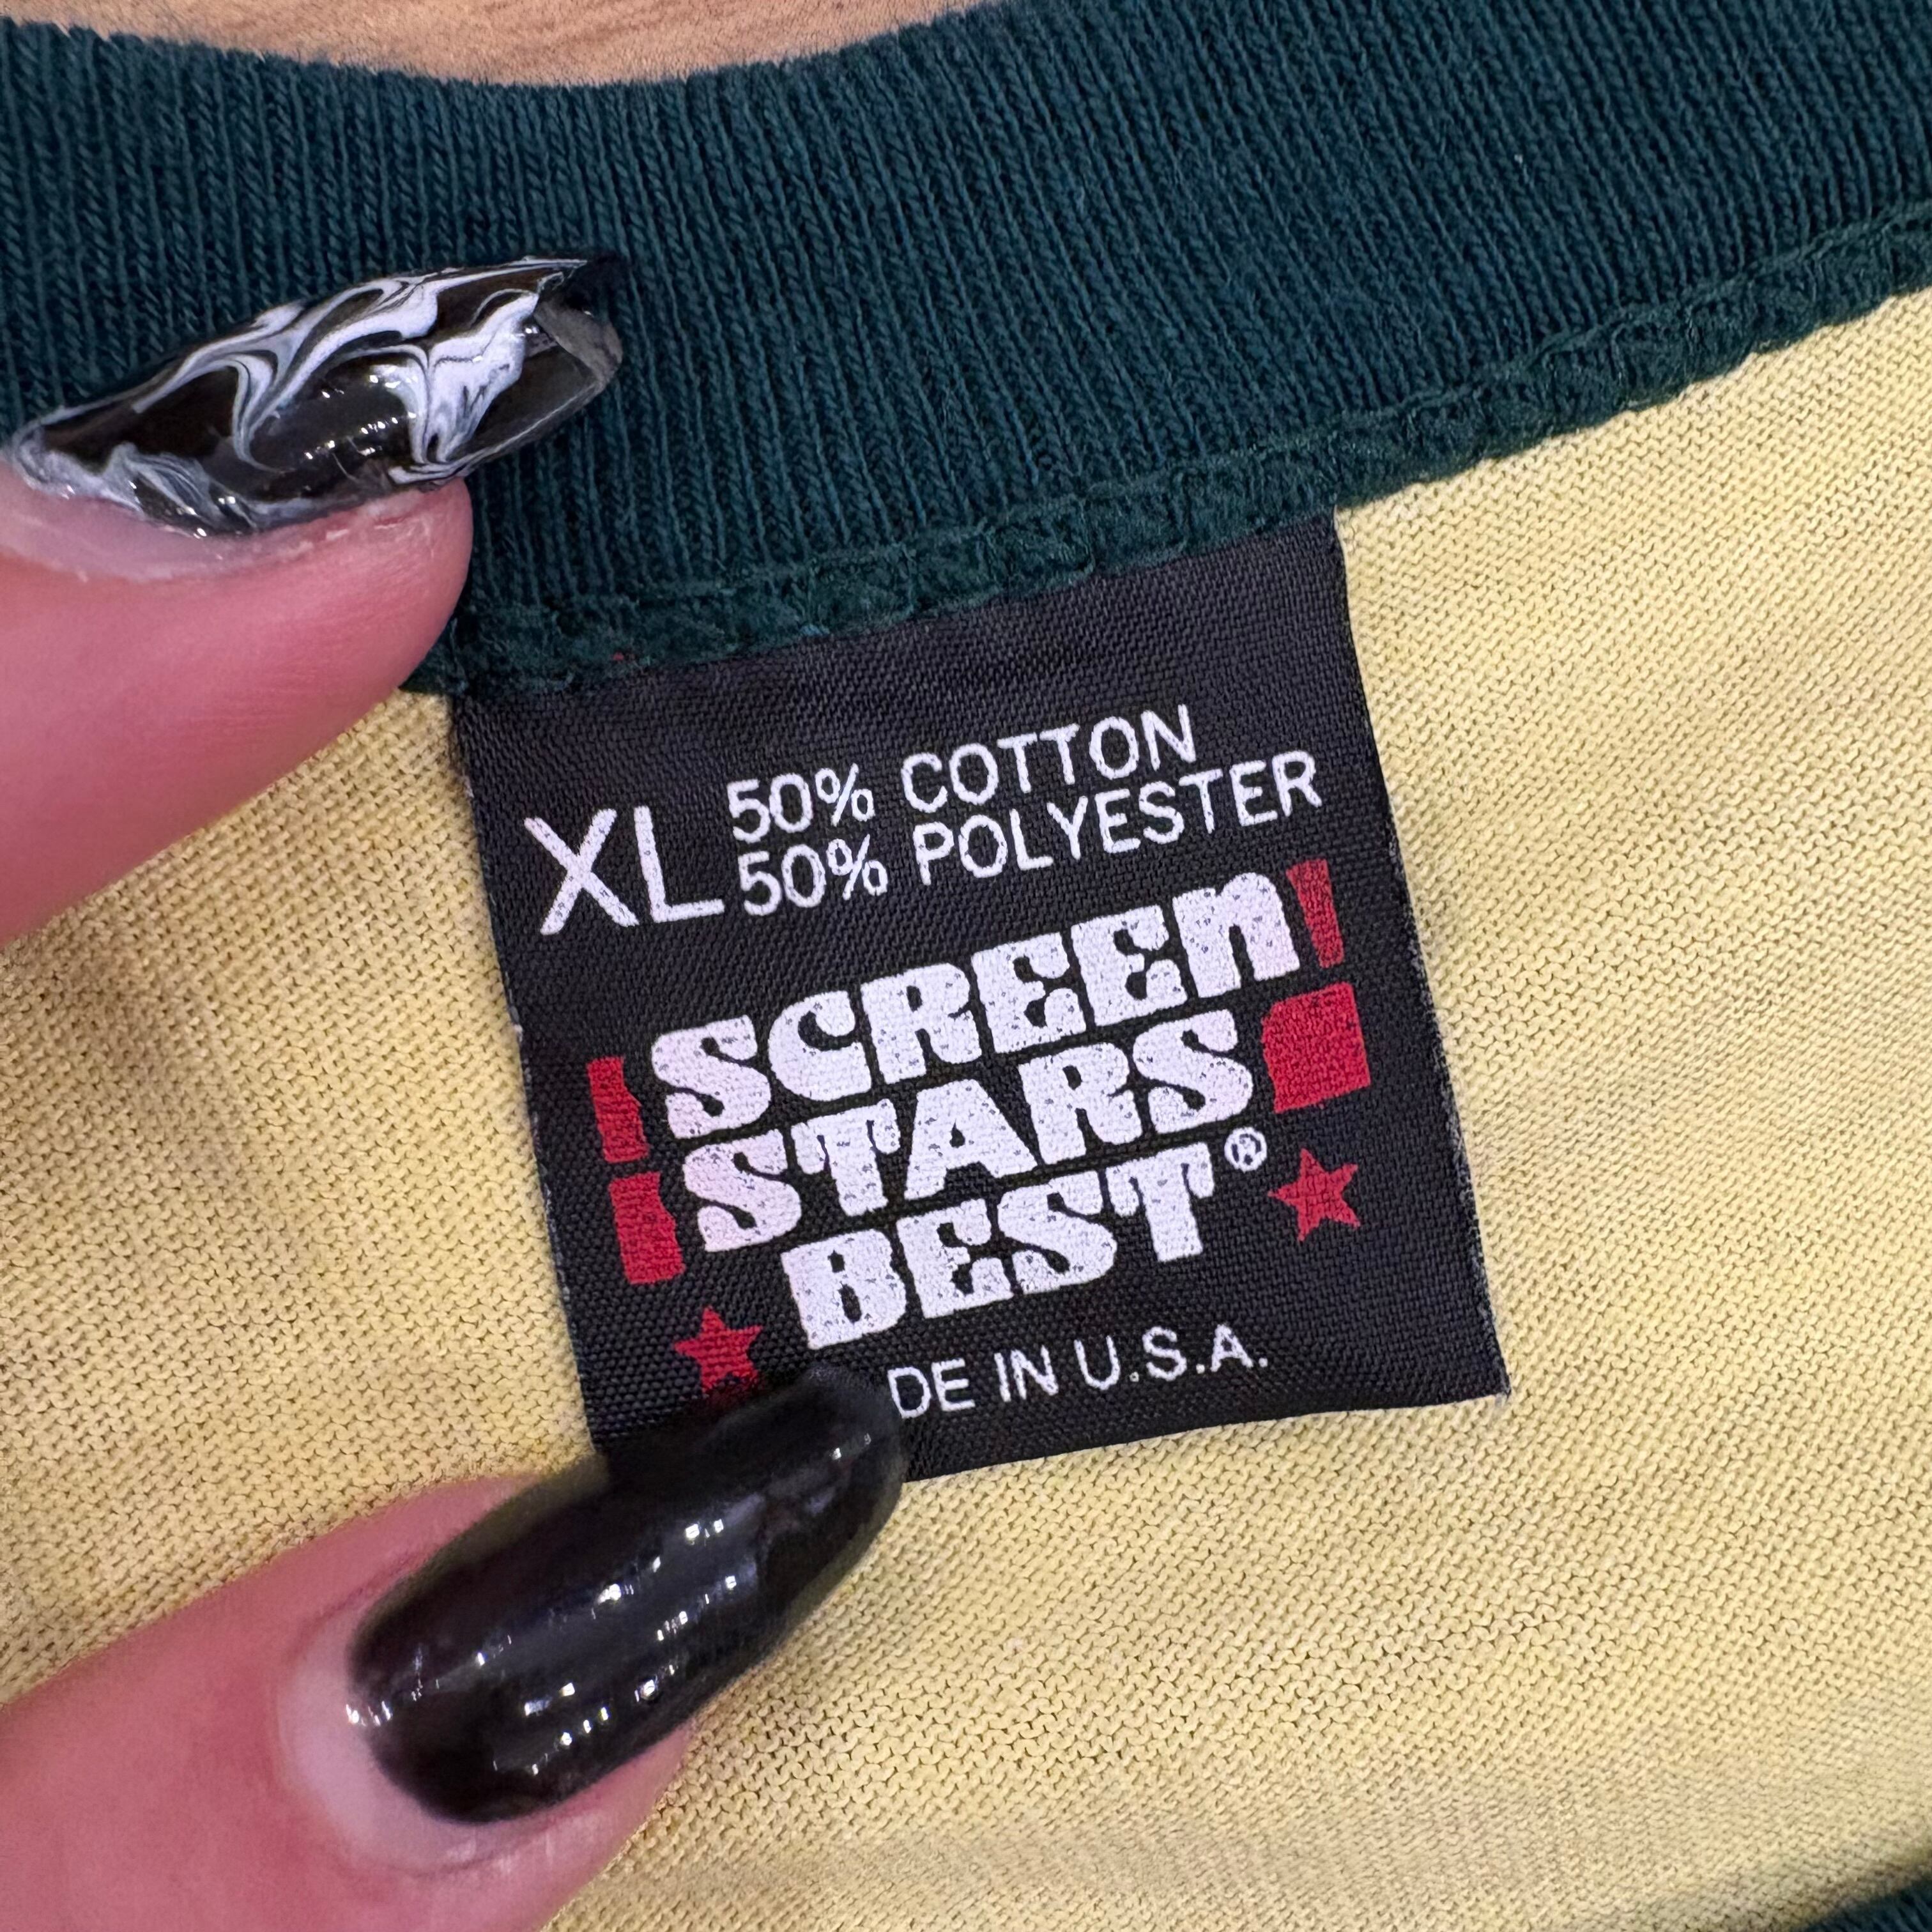 XL 50% COTTON
50% POLYESTER
SCREEN
STARS
BEST®
DE IN U.S.A.